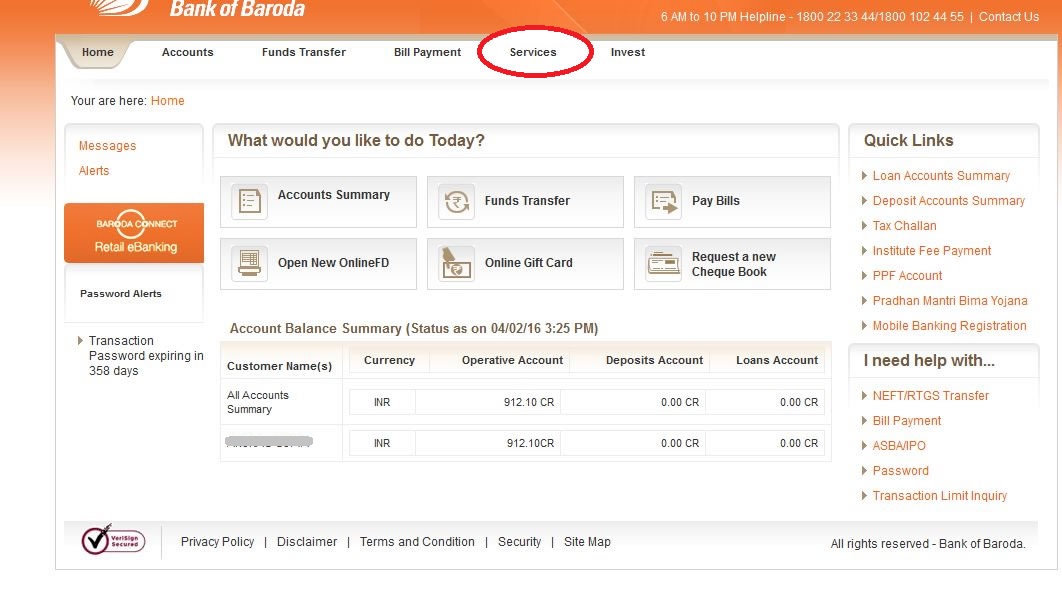 Bank of Baroda
6 AM to 10 PM Helpline - 1800 22 33 44/1800 102 44 55 | Contact Us
Home Accounts Funds Transfer Bill Payment Services Invest
Your are here: Home
Messages
Alerts
BARODA CONNECT
Retail eBanking
Password Alerts
Transaction
Password expiring in
358 days
What would you like to do Today?
Accounts Summary
Funds Transfer
Pay Bills
Open New OnlineFD
Online Gift Card
Request a new
Cheque Book
Account Balance Summary (Status as on 04/02/16 3:25 PM)
Customer Name(s) Currency Operative Account Deposits Account Loans Account
All Accounts
Summary
INR 912.10 CR 0.00 CR 0.00 CR
INR 912.10CR 0.00 CR 0.00 CR
Quick Links
Loan Accounts Summary
Deposit Accounts Summary
Tax Challan
Institute Fee Payment
PPF Account
Pradhan Mantri Bima Yojana
Mobile Banking Registration
I need help with...
NEFT/RTGS Transfer
Bill Payment
ASBA/IPO
Password
Transaction Limit Inquiry
VeriSign
Secured
Privacy Policy | Disclaimer | Terms and Condition | Security | Site Map
All rights reserved - Bank of Baroda.